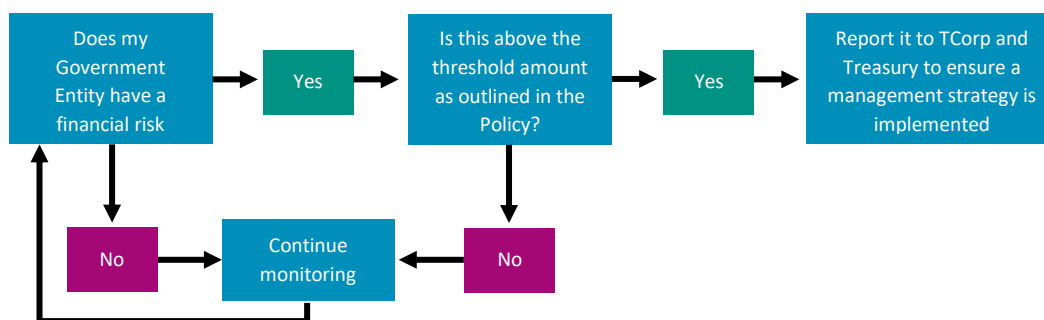 Does my
Government
Entity have a
financial risk
Yes
Is this above the
threshold amount
as outlined in the
Policy?
Yes
Report it to TCorp and
Treasury to ensure a
management strategy is
implemented
No
Continue
monitoring
No